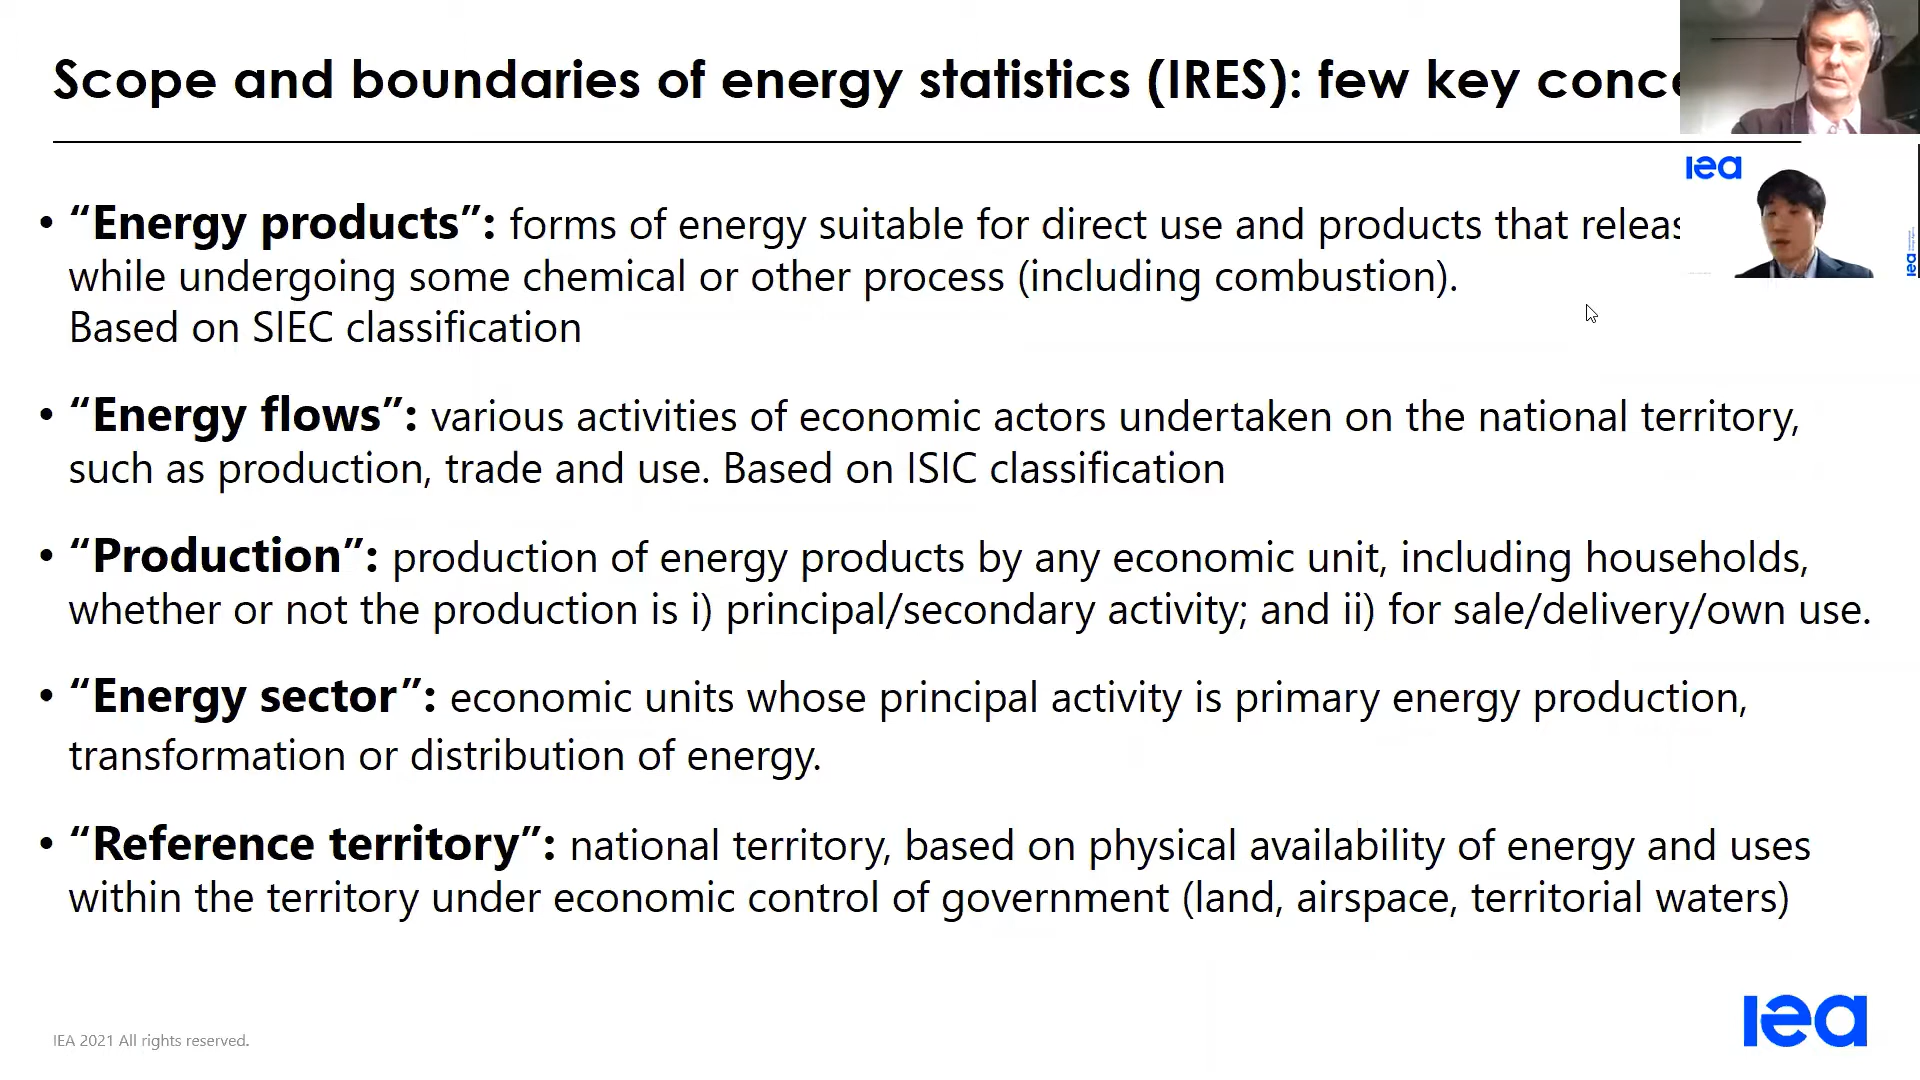 Scope and boundaries of energy statistics (IRES): few key conce
iea
• “Energy products”: forms of energy suitable for direct use and products that releas
while undergoing some chemical or other process (including combustion).
Based on SIEC classification
iea
• “Energy flows”: various activities of economic actors undertaken on the national territory,
such as production, trade and use. Based on ISIC classification
• “Production”: production of energy products by any economic unit, including households,
whether or not the production is i) principal/secondary activity; and ii) for sale/delivery/own use.
• “Energy sector”: economic units whose principal activity is primary energy production,
transformation or distribution of energy.
• “Reference territory”: national territory, based on physical availability of energy and uses
within the territory under economic control of government (land, airspace, territorial waters)
IEA 2021 All rights reserved.
iea